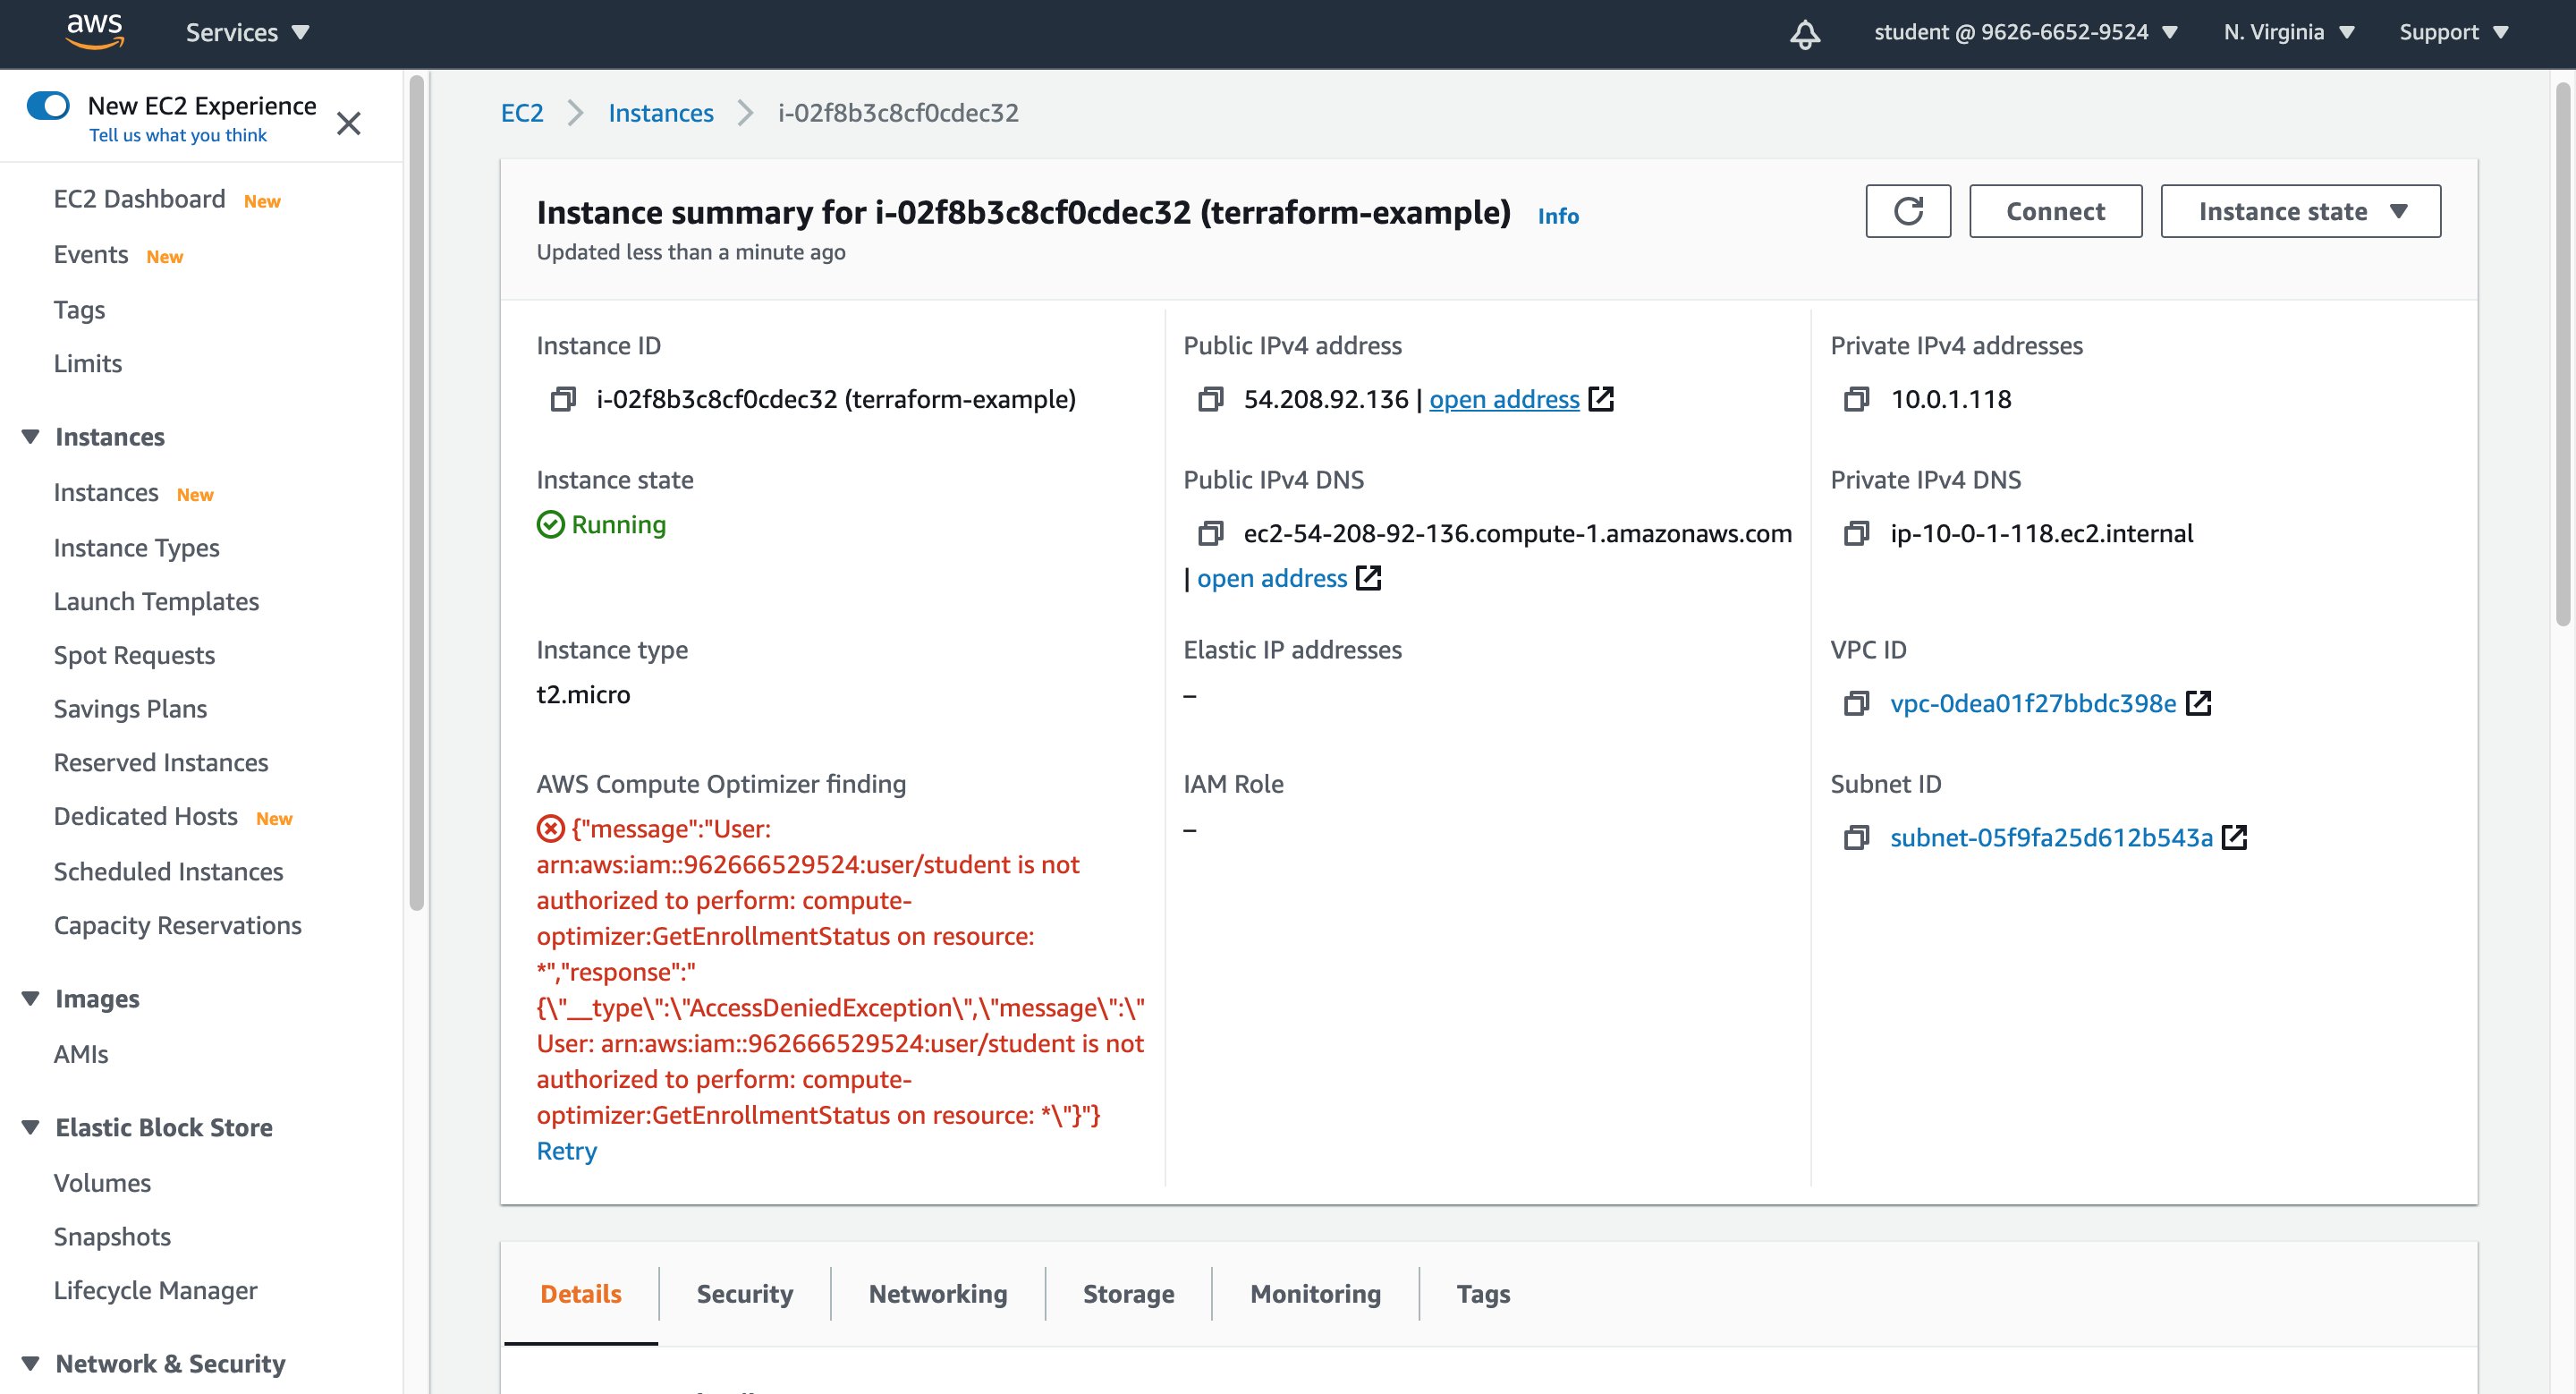 aws
Services
student @ 9626-6652-9524
N. Virginia
Support
New EC2 Experience
Tell us what you think
EC2 Dashboard New
Events New
Tags
Limits
Instances
Instances New
Instance Types
Launch Templates
Spot Requests
Savings Plans
Reserved Instances
Dedicated Hosts New
Scheduled Instances
Capacity Reservations
Images
AMIs
Elastic Block Store
Volumes
Snapshots
Lifecycle Manager
Network & Security
EC2
Instances
i-02f8b3c8cf0cdec32
Instance summary for i-02f8b3c8cf0cdec32 (terraform-example) Info
Updated less than a minute ago
Connect
Instance state
Instance ID
i-02f8b3c8cf0cdec32 (terraform-example)
Public IPv4 address
54.208.92.136 | open address
Private IPv4 addresses
10.0.1.118
Instance state
Running
Public IPv4 DNS
ec2-54-208-92-136.compute-1.amazonaws.com
| open address
Private IPv4 DNS
ip-10-0-1-118.ec2.internal
Instance type
t2.micro
Elastic IP addresses
–
VPC ID
vpc-0dea01f27bbdc398e
AWS Compute Optimizer finding
{"message":"User:
arn:aws:iam::962666529524:user/student is not
authorized to perform: compute-
optimizer:GetEnrollmentStatus on resource:
*","response":"
{\"__type\":\"AccessDeniedException\",\"message\":\"
User: arn:aws:iam::962666529524:user/student is not
authorized to perform: compute-
optimizer:GetEnrollmentStatus on resource: *\"}"}
Retry
IAM Role
–
Subnet ID
subnet-05f9fa25d612b543a
Details
Security
Networking
Storage
Monitoring
Tags